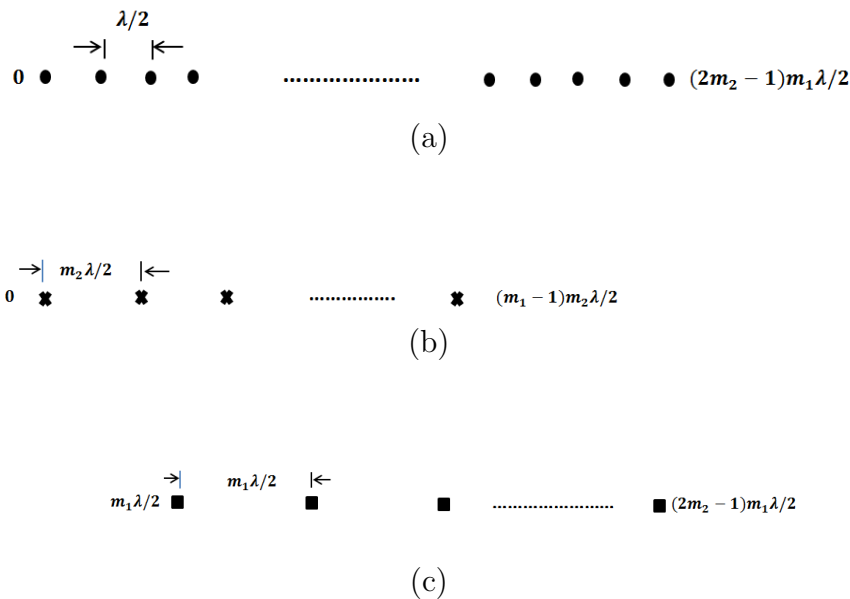 λ/2
0 ..................... (2m₂ − 1)m₁λ/2
(a)
m₂λ/2
0 ................ (m₁ − 1)m₂λ/2
(b)
m₁λ/2
m₁λ/2 ........................ (2m₂ − 1)m₁λ/2
(c)